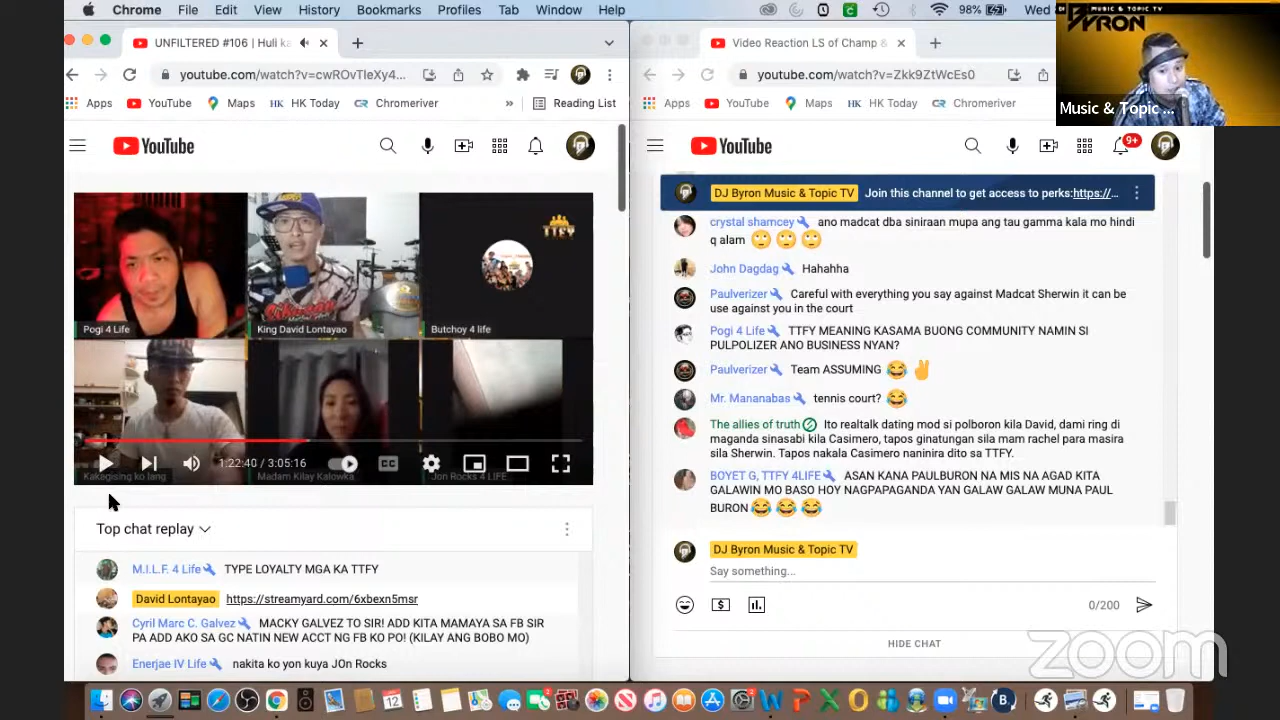 Chrome File Edit View History Bookmarks Profiles Tab Window Help
98% Wed
MUSIC & TOPIC TV
BYRON
Music & Topic ...
UNFILTERED #106 | Huli ka
youtube.com/watch?v=cwROvTleXy4...
Apps YouTube Maps HK Today Chromeriver » Reading List
YouTube
TTFY
Pogi 4 Life
King David Lontayao
Butchoy 4 life
1:22:40 / 3:05:16
Kakagising ko lang
Madam Kilay Kalowka
Jon Rocks 4 LIFE
Top chat replay
M.I.L.F. 4 Life TYPE LOYALTY MGA KA TTFY
David Lontayao https://streamyard.com/6xbexn5msr
Cyril Marc C. Galvez MACKY GALVEZ TO SIR! ADD KITA MAMAYA SA FB SIR
PA ADD AKO SA GC NATIN NEW ACCT NG FB KO PO! (KILAY ANG BOBO MO)
Enerjae IV Life nakita ko yon kuya JOn Rocks
Video Reaction LS of Champ &
youtube.com/watch?v=Zkk9ZtWcEs0
Apps YouTube Maps HK Today Chromeriver
YouTube
9+
DJ Byron Music & Topic TV Join this channel to get access to perks:https://...
crystal shamcey ano madcat dba siniraan mupa ang tau gamma kala mo hindi
q alam 🙄 🙄 🙄
John Dagdag Hahahha
Paulverizer Careful with everything you say against Madcat Sherwin it can be
use against you in the court
Pogi 4 Life TTFY MEANING KASAMA BUONG COMMUNITY NAMIN SI
PULPOLIZER ANO BUSINESS NYAN?
Paulverizer Team ASSUMING 😂 ✌
Mr. Mananabas tennis court? 😂
The allies of truth Ito realtalk dating mod si polboron kila David, dami ring di
maganda sinasabi kila Casimero, tapos ginatungan sila mam rachel para masira
sila Sherwin. Tapos nakala Casimero naninira dito sa TTFY.
BOYET G, TTFY 4LIFE ASAN KANA PAULBURON NA MIS NA AGAD KITA
GALAWIN MO BASO HOY NAGPAPAGANDA YAN GALAW GALAW MUNA PAUL
BURON 😂 😂 😂
DJ Byron Music & Topic TV
Say something...
0/200
HIDE CHAT
zoom